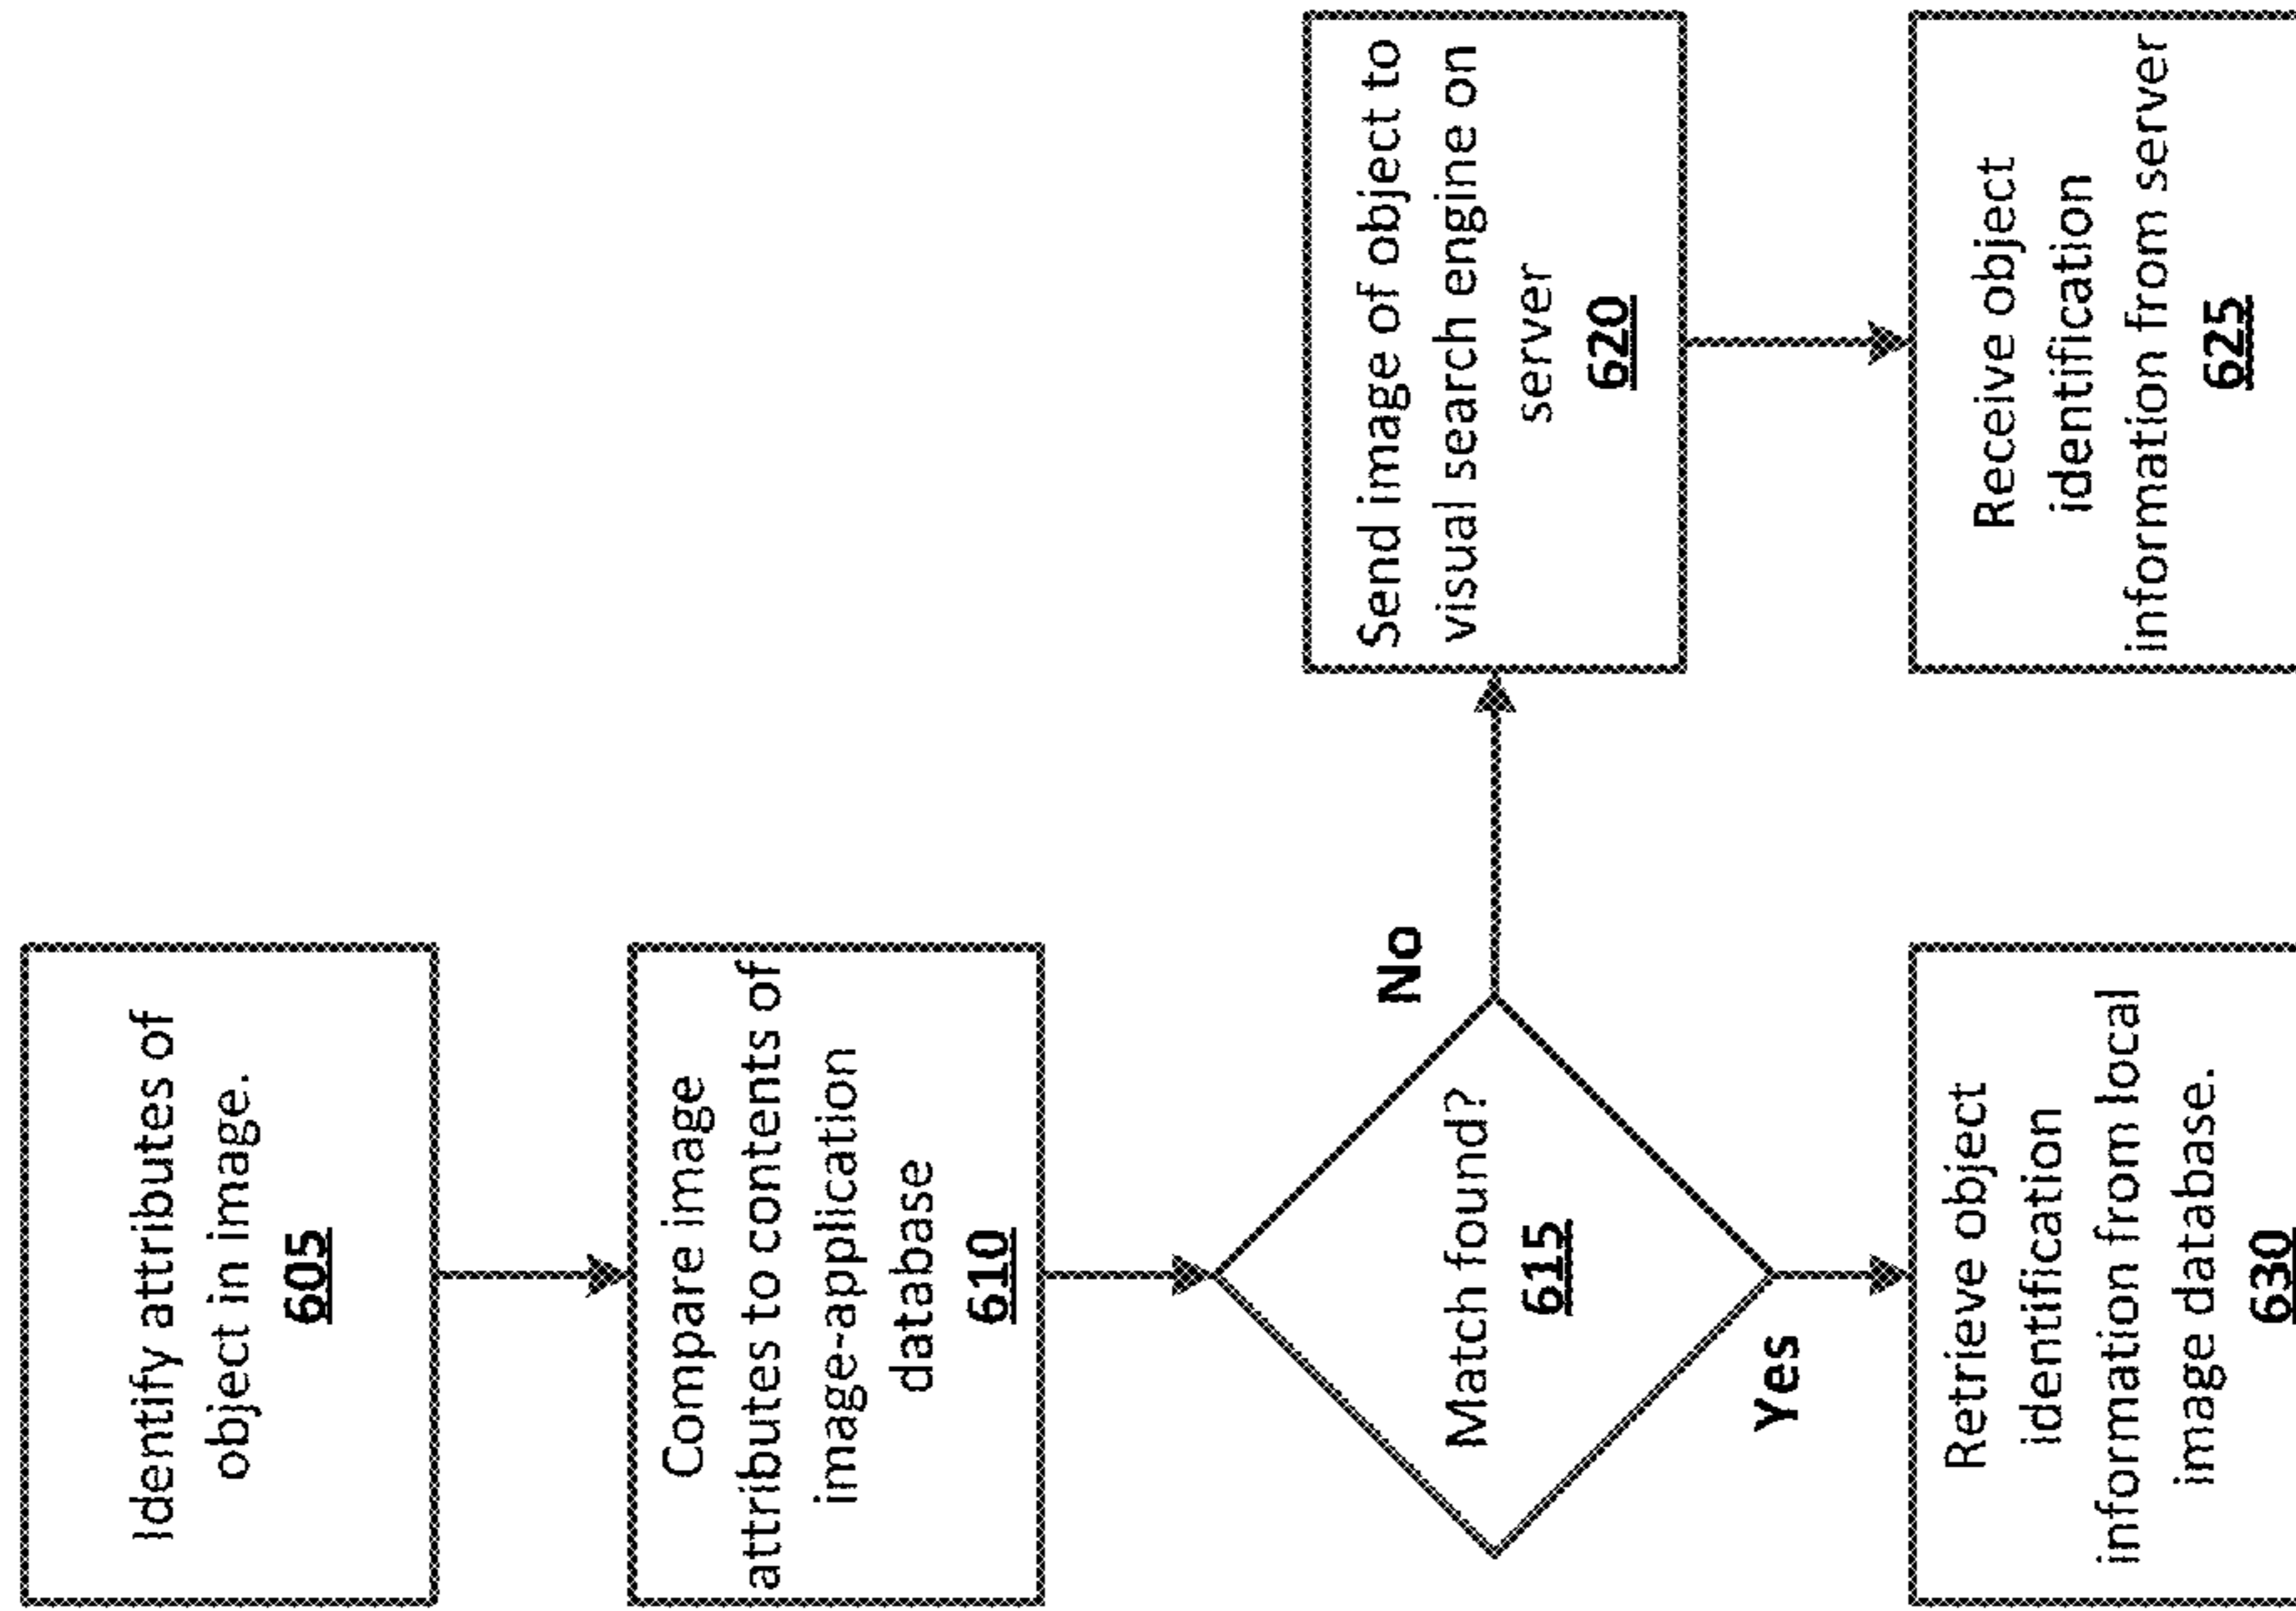 Identify attributes of
object in image.
605
Compare image
attributes to contents of
image-application
database
610
Match found?
615
No
Send image of object to
visual search engine on
server
620
Receive object
identification
information from server
625
Yes
Retrieve object
identification
information from local
image database.
630